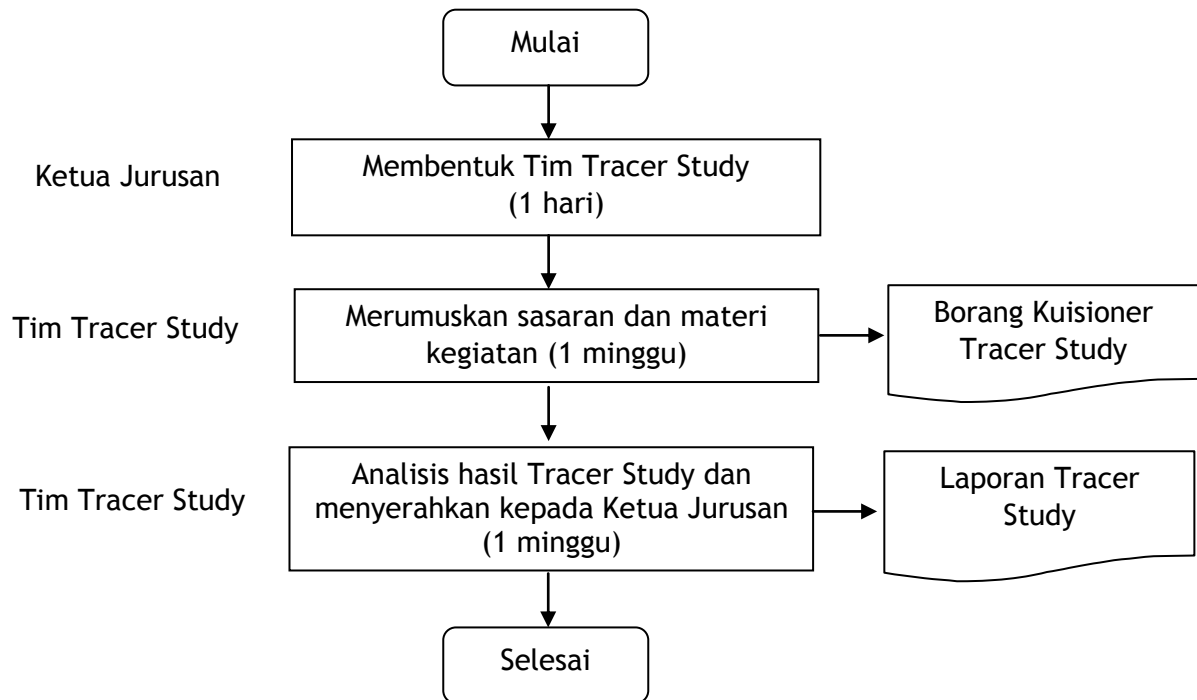 Mulai
Ketua Jurusan
Membentuk Tim Tracer Study
(1 hari)
Tim Tracer Study
Merumuskan sasaran dan materi
kegiatan (1 minggu)
Borang Kuisioner
Tracer Study
Tim Tracer Study
Analisis hasil Tracer Study dan
menyerahkan kepada Ketua Jurusan
(1 minggu)
Laporan Tracer
Study
Selesai